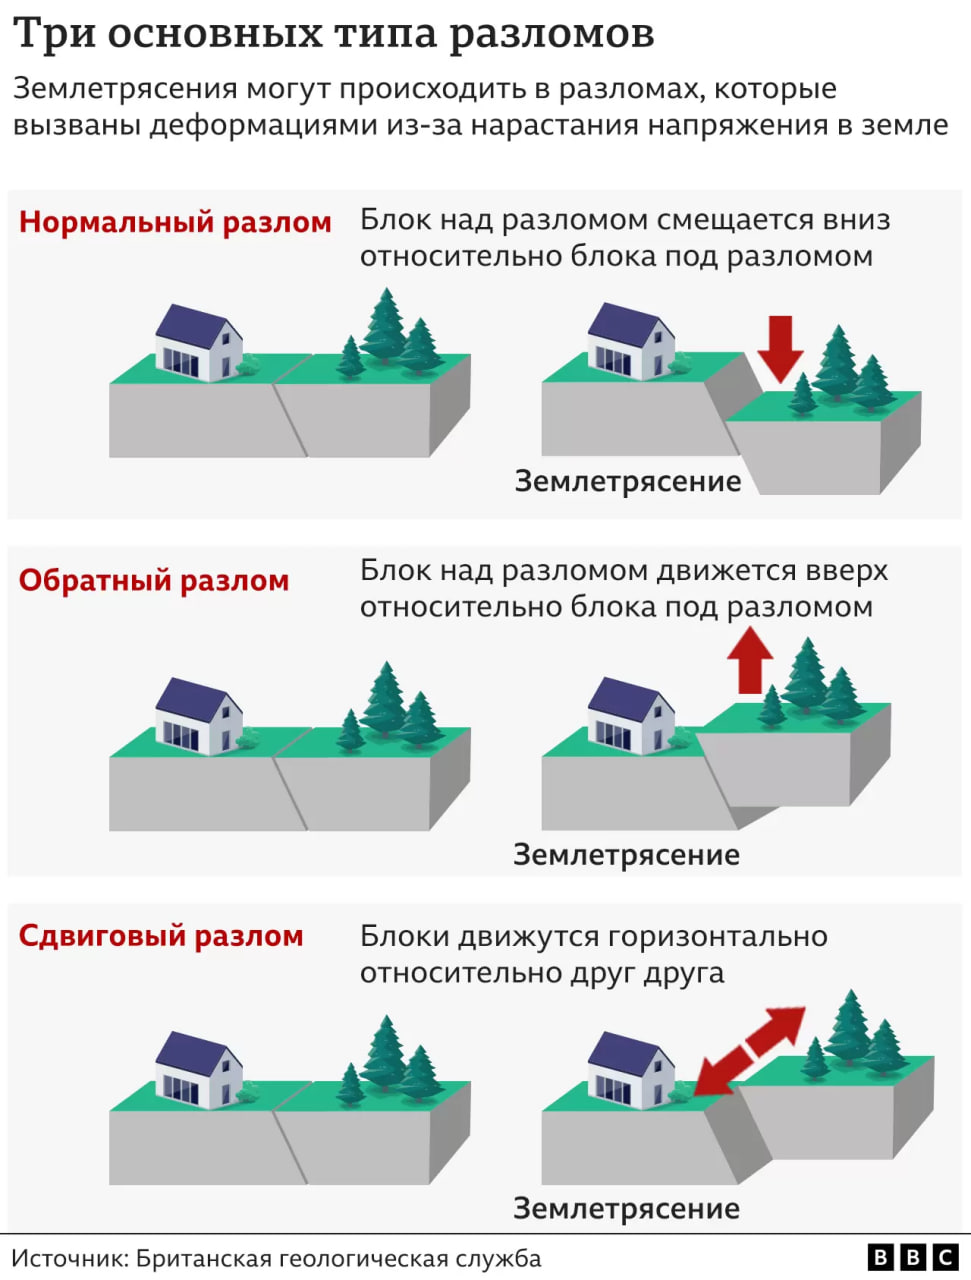 Три основных типа разломов
Землетрясения могут происходить в разломах, которые
вызваны деформациями из-за нарастания напряжения в земле
Нормальный разлом
Блок над разломом смещается вниз
относительно блока под разломом
Землетрясение
Обратный разлом
Блок над разломом движется вверх
относительно блока под разломом
Землетрясение
Сдвиговый разлом
Блоки движутся горизонтально
относительно друг друга
Землетрясение
Источник: Британская геологическая служба
BBC